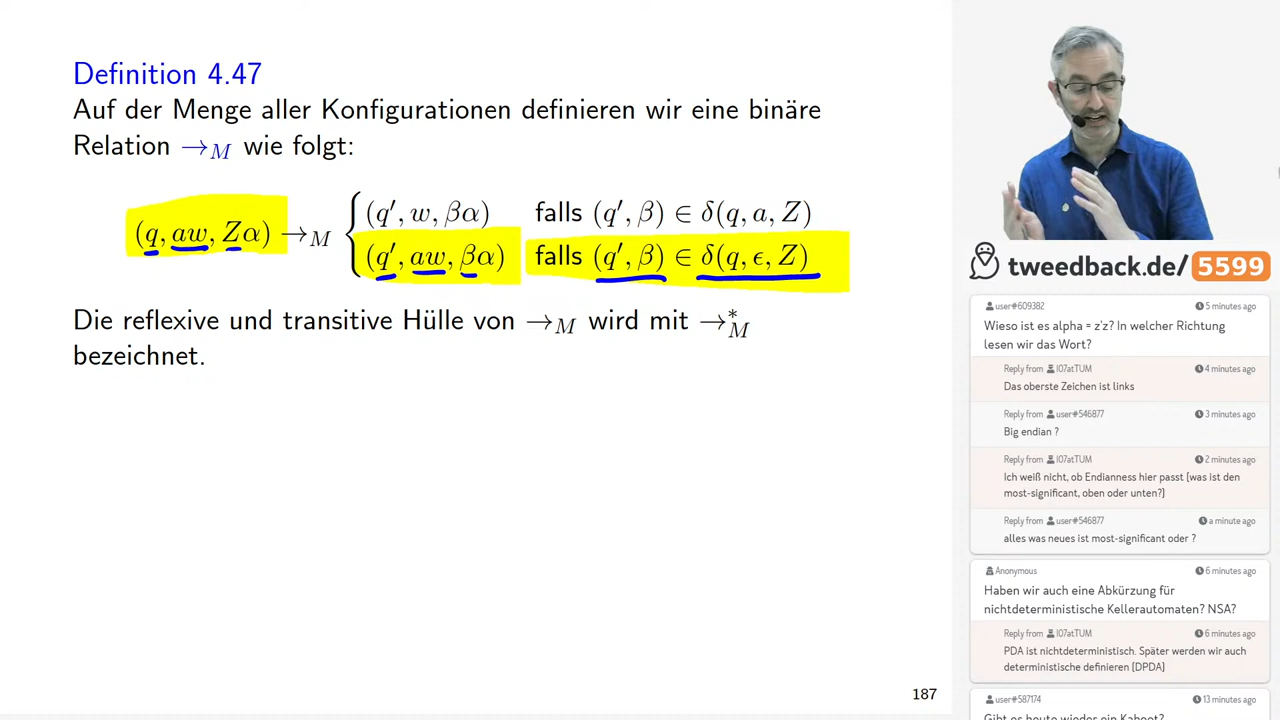 Definition 4.47
Auf der Menge aller Konfigurationen definieren wir eine binäre
Relation →_M wie folgt:
(q, aw, Zα) →_M { (q′, w, βα) falls (q′, β) ∈ δ(q, a, Z)
(q′, aw, βα) falls (q′, β) ∈ δ(q, ϵ, Z)
Die reflexive und transitive Hülle von →_M wird mit →*_M
bezeichnet.
187
tweedback.de/ 5599
user#609382 5 minutes ago
Wieso ist es alpha = z'z? In welcher Richtung
lesen wir das Wort?
Reply from I07atTUM 4 minutes ago
Das oberste Zeichen ist links
Reply from user#546877 3 minutes ago
Big endian ?
Reply from I07atTUM 2 minutes ago
Ich weiß nicht, ob Endianness hier passt [was ist den
most-significant, oben oder unten?]
Reply from user#546877 a minute ago
alles was neues ist most-significant oder ?
Anonymous 6 minutes ago
Haben wir auch eine Abkürzung für
nichtdeterministische Kellerautomaten? NSA?
Reply from I07atTUM 6 minutes ago
PDA ist nichtdeterministisch. Später werden wir auch
deterministische definieren [DPDA]
user#587174 13 minutes ago
Gibt es heute wieder ein Kahoot?